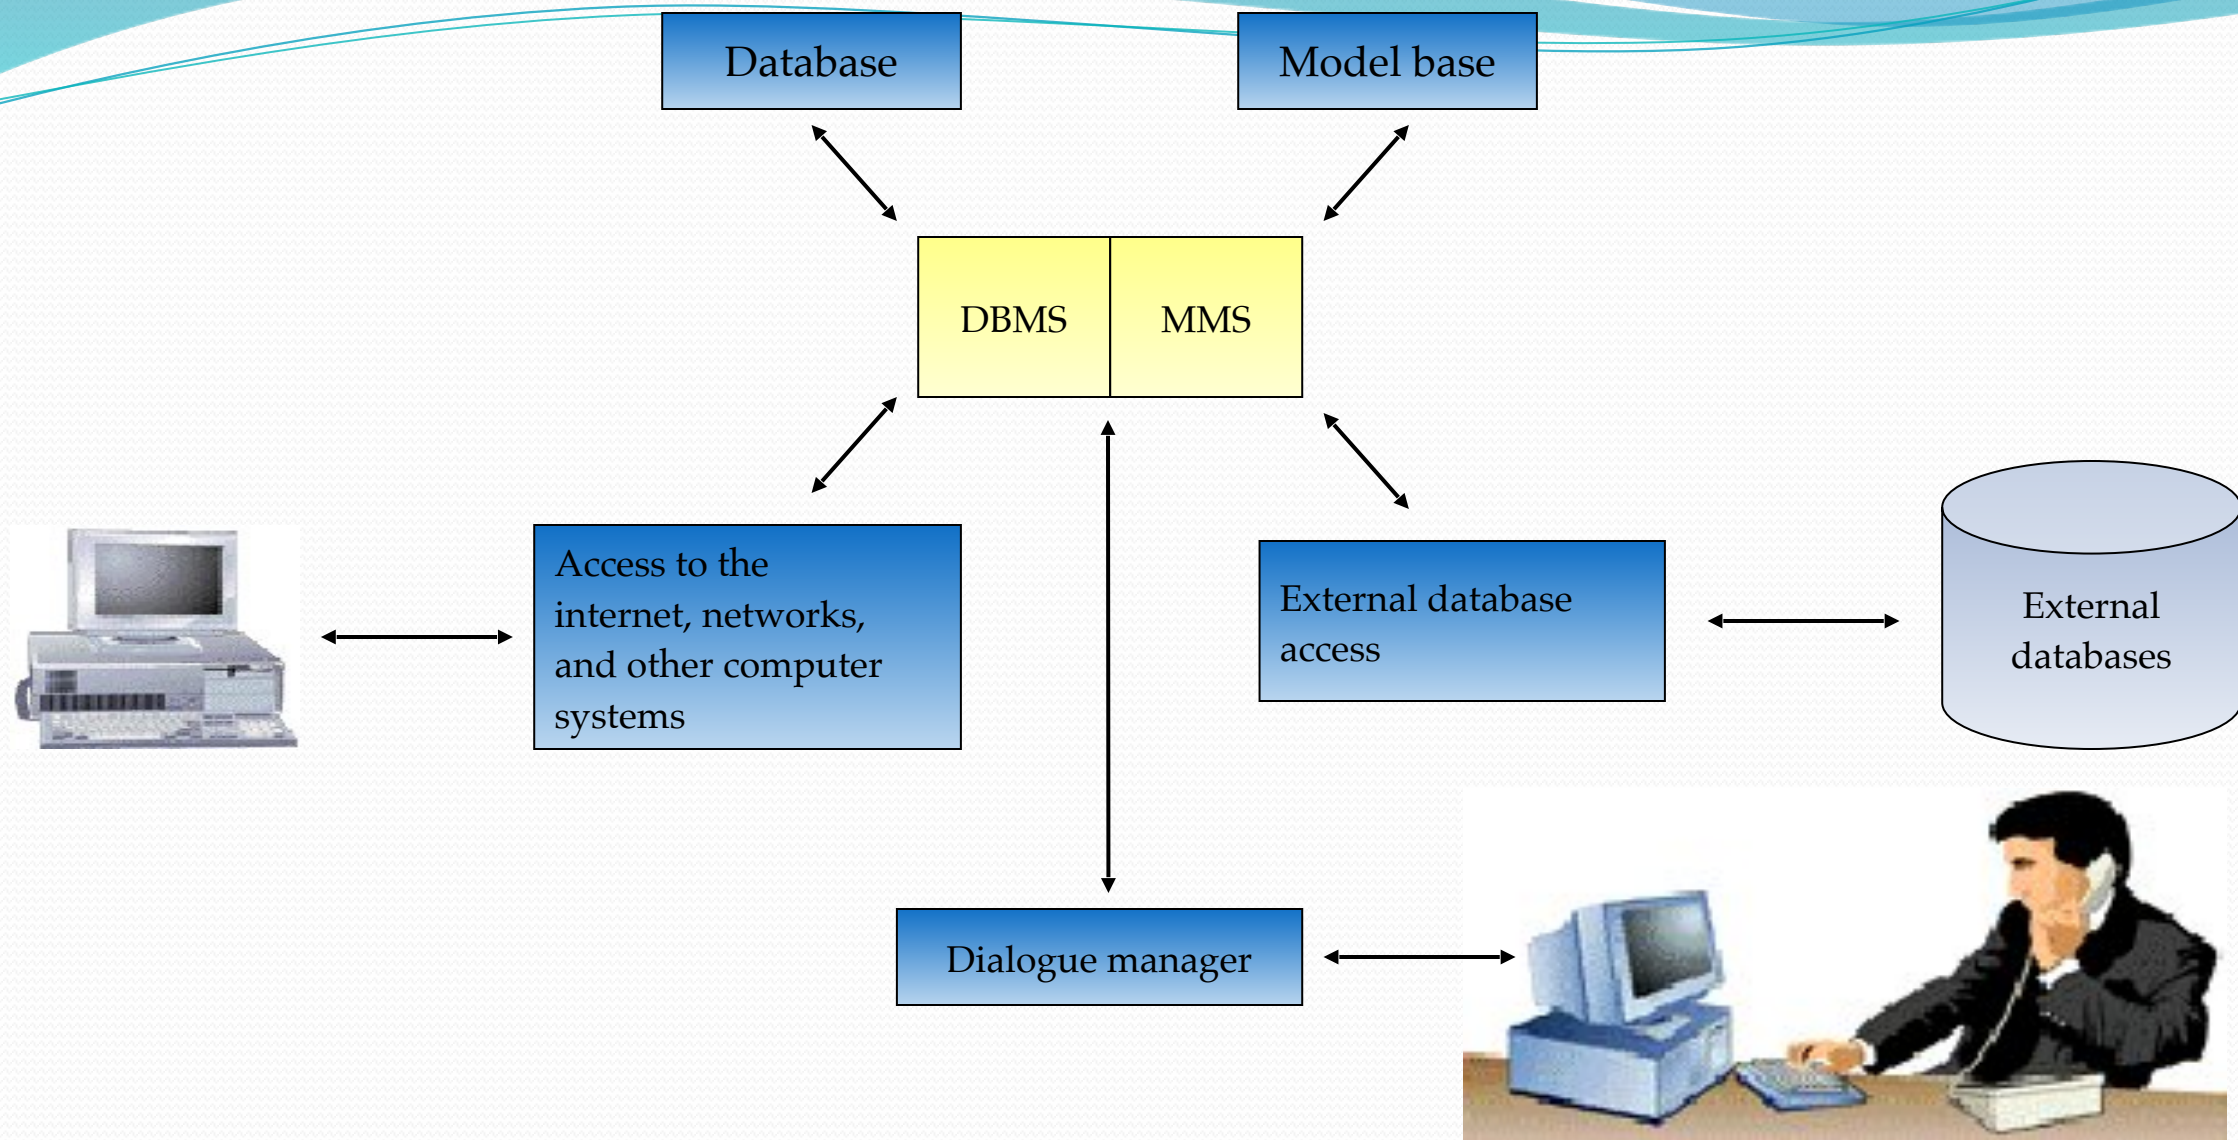 Database
Model base
DBMS
MMS
Access to the
internet, networks,
and other computer
systems
External database
access
External
databases
Dialogue manager